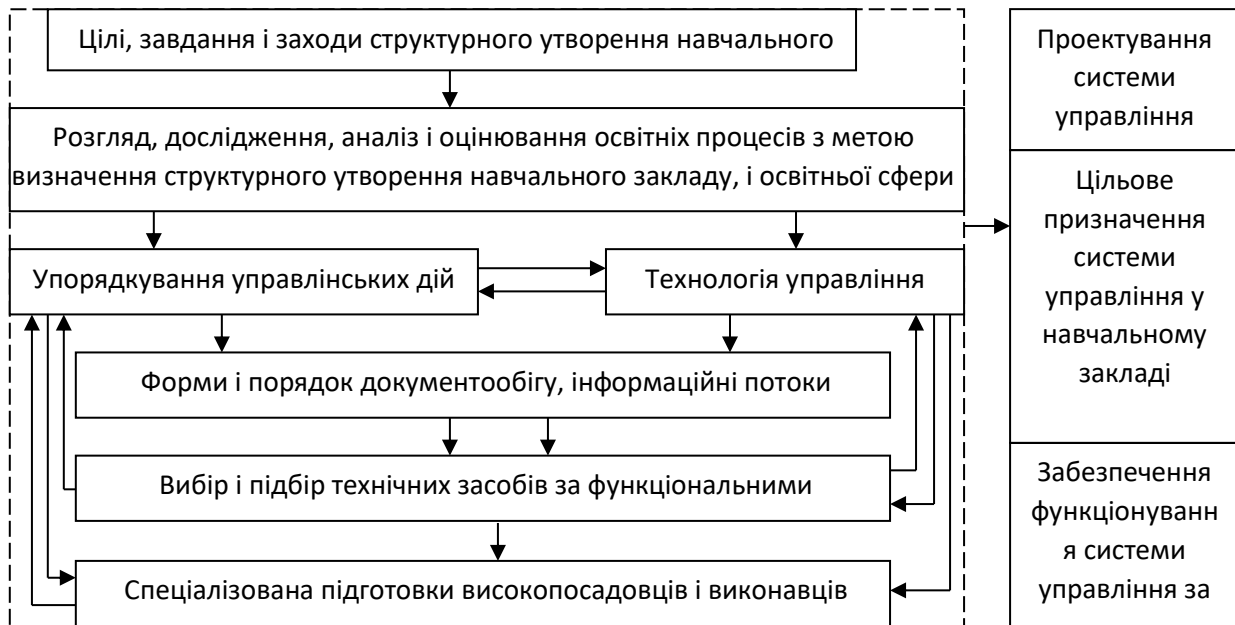 Цілі, завдання і заходи структурного утворення навчального
Розгляд, дослідження, аналіз і оцінювання освітніх процесів з метою
визначення структурного утворення навчального закладу, і освітньої сфери
Упорядкування управлінських дій
Технологія управління
Форми і порядок документообігу, інформаційні потоки
Вибір і підбір технічних засобів за функціональними
Спеціалізована підготовки високопосадовців і виконавців
Проектування
системи
управління
Цільове
призначення
системи
управління у
навчальному
закладі
Забезпечення
функціонуванн
я системи
управління за